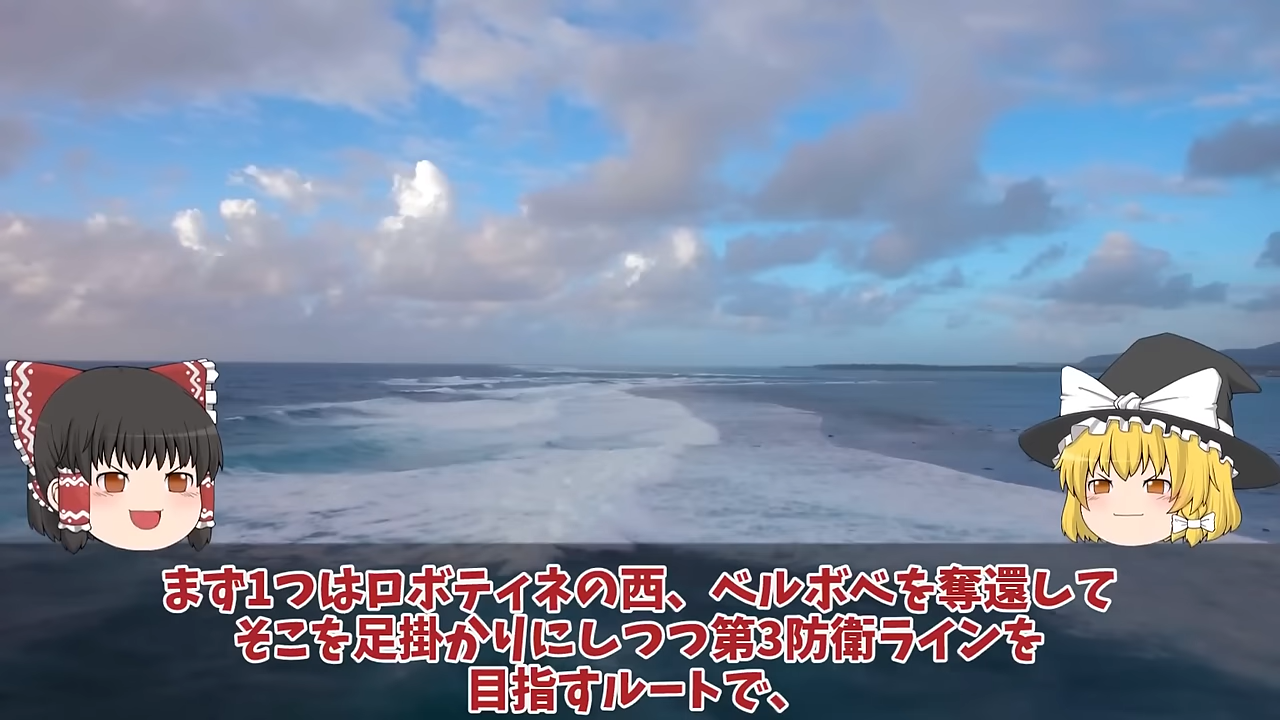 まず1つはロボティネの西、ベルボベを奪還して
そこを足掛かりにしつつ第3防衛ラインを
目指すルートで、